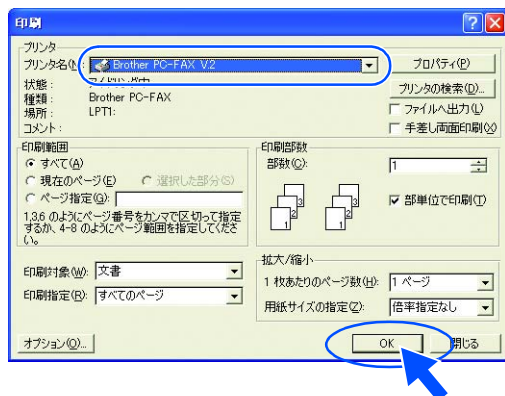 印刷
プリンタ
プリンタ名(N): Brother PC-FAX V.2 プロパティ(P)
状態:
種類: Brother PC-FAX プリンタの検索(D)...
場所: LPT1: ファイルへ出力(L)
コメント: 手差し両面印刷(X)
印刷範囲
すべて(A)
現在のページ(E) 選択した部分(S)
ページ指定(G):
1,3,6 のようにページ番号をカンマで区切って指定
するか、4-8 のようにページ範囲を指定してくださ
い。
印刷部数
部数(C): 1
部単位で印刷(T)
印刷対象(W): 文書
印刷指定(R): すべてのページ
拡大/縮小
1 枚あたりのページ数(H): 1 ページ
用紙サイズの指定(Z): 倍率指定なし
オプション(O)... OK 閉じる